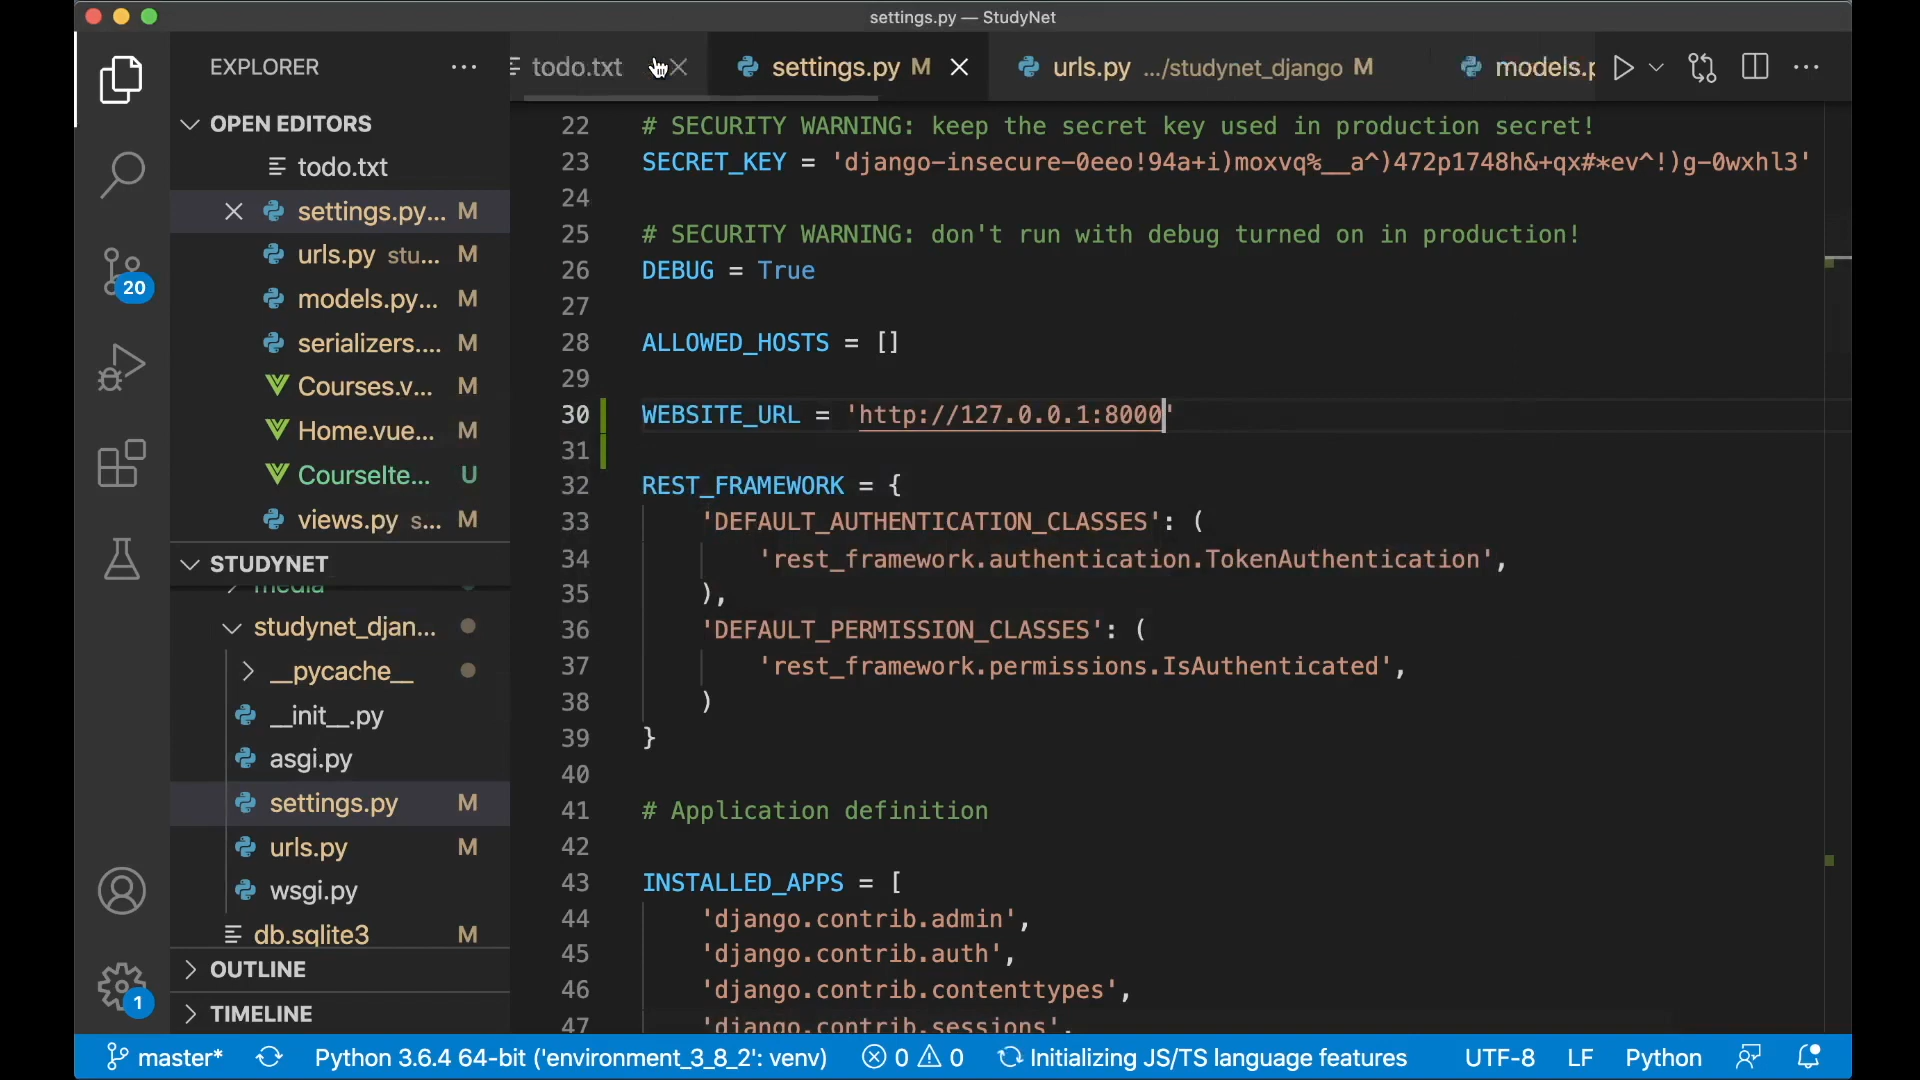 settings.py — StudyNet
EXPLORER
todo.txt
settings.py M
urls.py .../studynet_django M
models.p
OPEN EDITORS
todo.txt
settings.py... M
urls.py stu... M
models.py... M
serializers.... M
Courses.v... M
Home.vue... M
CourseIte... U
views.py s... M
STUDYNET
media
studynet_djan...
__pycache__
__init__.py
asgi.py
settings.py M
urls.py M
wsgi.py
db.sqlite3 M
OUTLINE
TIMELINE
20
1
22 # SECURITY WARNING: keep the secret key used in production secret!
23 SECRET_KEY = 'django-insecure-0eeo!94a+i)moxvq%__a^)472p1748h&+qx#*ev^!)g-0wxhl3'
24
25 # SECURITY WARNING: don't run with debug turned on in production!
26 DEBUG = True
27
28 ALLOWED_HOSTS = []
29
30 WEBSITE_URL = 'http://127.0.0.1:8000'
31
32 REST_FRAMEWORK = {
33 'DEFAULT_AUTHENTICATION_CLASSES': (
34 'rest_framework.authentication.TokenAuthentication',
35 ),
36 'DEFAULT_PERMISSION_CLASSES': (
37 'rest_framework.permissions.IsAuthenticated',
38 )
39 }
40
41 # Application definition
42
43 INSTALLED_APPS = [
44 'django.contrib.admin',
45 'django.contrib.auth',
46 'django.contrib.contenttypes',
47 'django.contrib.sessions',
master* Python 3.6.4 64-bit ('environment_3_8_2': venv) 0 0 Initializing JS/TS language features UTF-8 LF Python